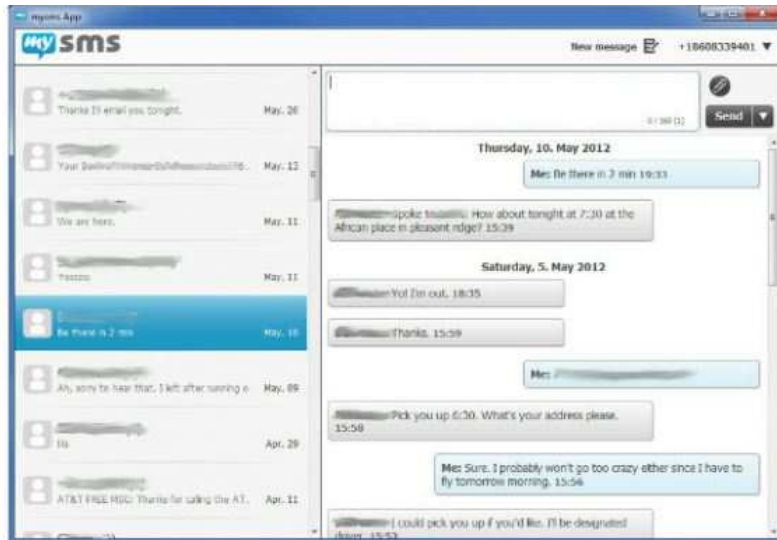 mysms App
my sms
New message
+18608339401
Thanks I'll email you tonight.
May. 26
Your
May. 13
We are here.
May. 11
Yessss
May. 11
Be there in 2 min
May. 10
Ah, sorry to hear that. I left after running e
May. 09
Hi
Apr. 29
AT&T FREE MSG: Thanks for calling the AT.
Apr. 11
0 / 160 [1]
Send
Thursday, 10. May 2012
Me: Be there in 2 min 19:33
Spoke to How about tonight at 7:30 at the
African place in pleasant ridge? 15:39
Saturday, 5. May 2012
Yo! I'm out. 18:35
Thanks. 15:59
Me:
Pick you up 6:30. What's your address please.
15:58
Me: Sure. I probably won't go too crazy either since I have to
fly tomorrow morning. 15:56
I could pick you up if you'd like. I'll be designated
driver. 15:53